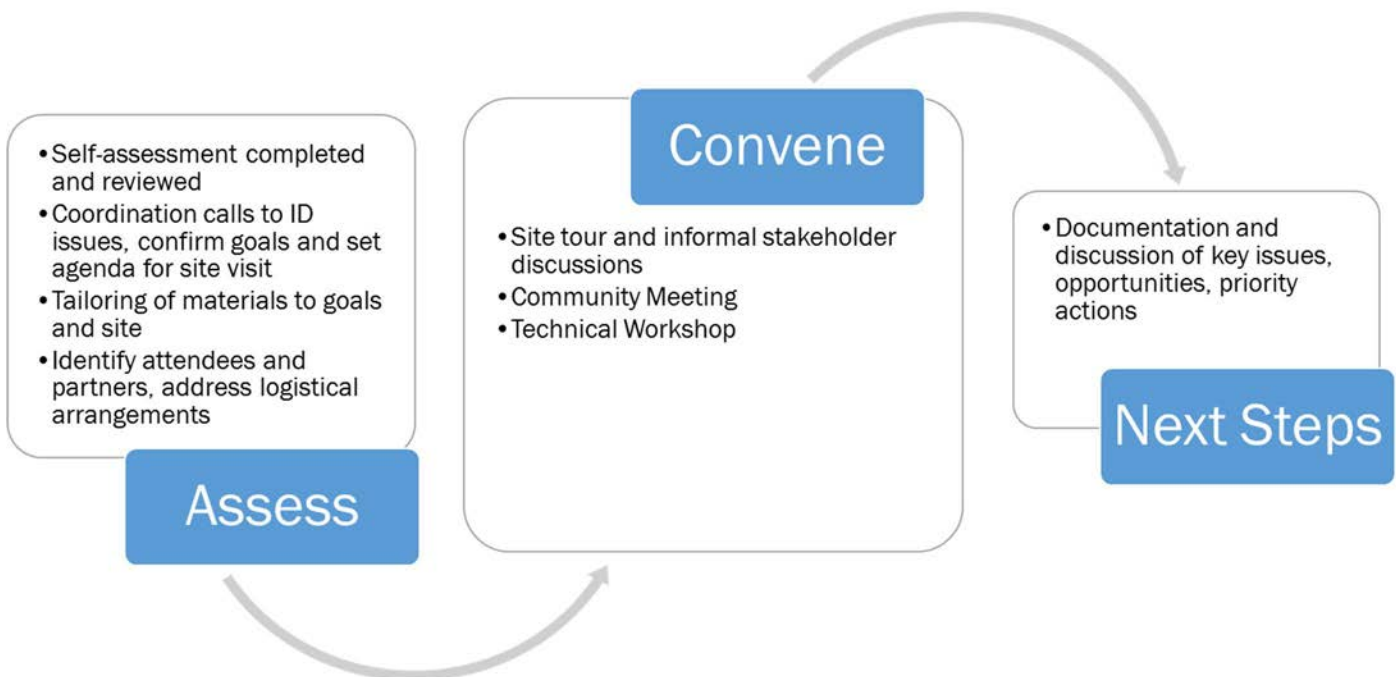 •Self-assessment completed
and reviewed
•Coordination calls to ID
issues, confirm goals and set
agenda for site visit
•Tailoring of materials to goals
and site
•Identify attendees and
partners, address logistical
arrangements
Assess
Convene
•Site tour and informal stakeholder
discussions
•Community Meeting
•Technical Workshop
•Documentation and
discussion of key issues,
opportunities, priority
actions
Next Steps